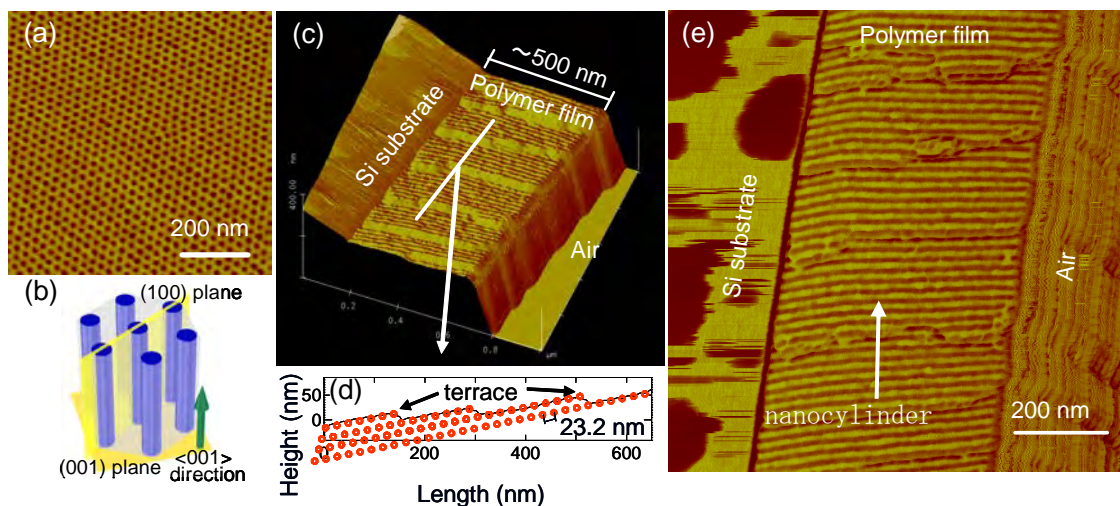 (a)
200 nm
(b)
(100) plane
(001) plane
<001>
direction
(c)
~500 nm
Polymer film
Si substrate
Air
400.00 nm
0.2
0.4
0.8
μm
(d)
terrace
23.2 nm
50
0
0
200
400
600
Height (nm)
Length (nm)
(e)
Polymer film
Si substrate
Air
nanocylinder
200 nm